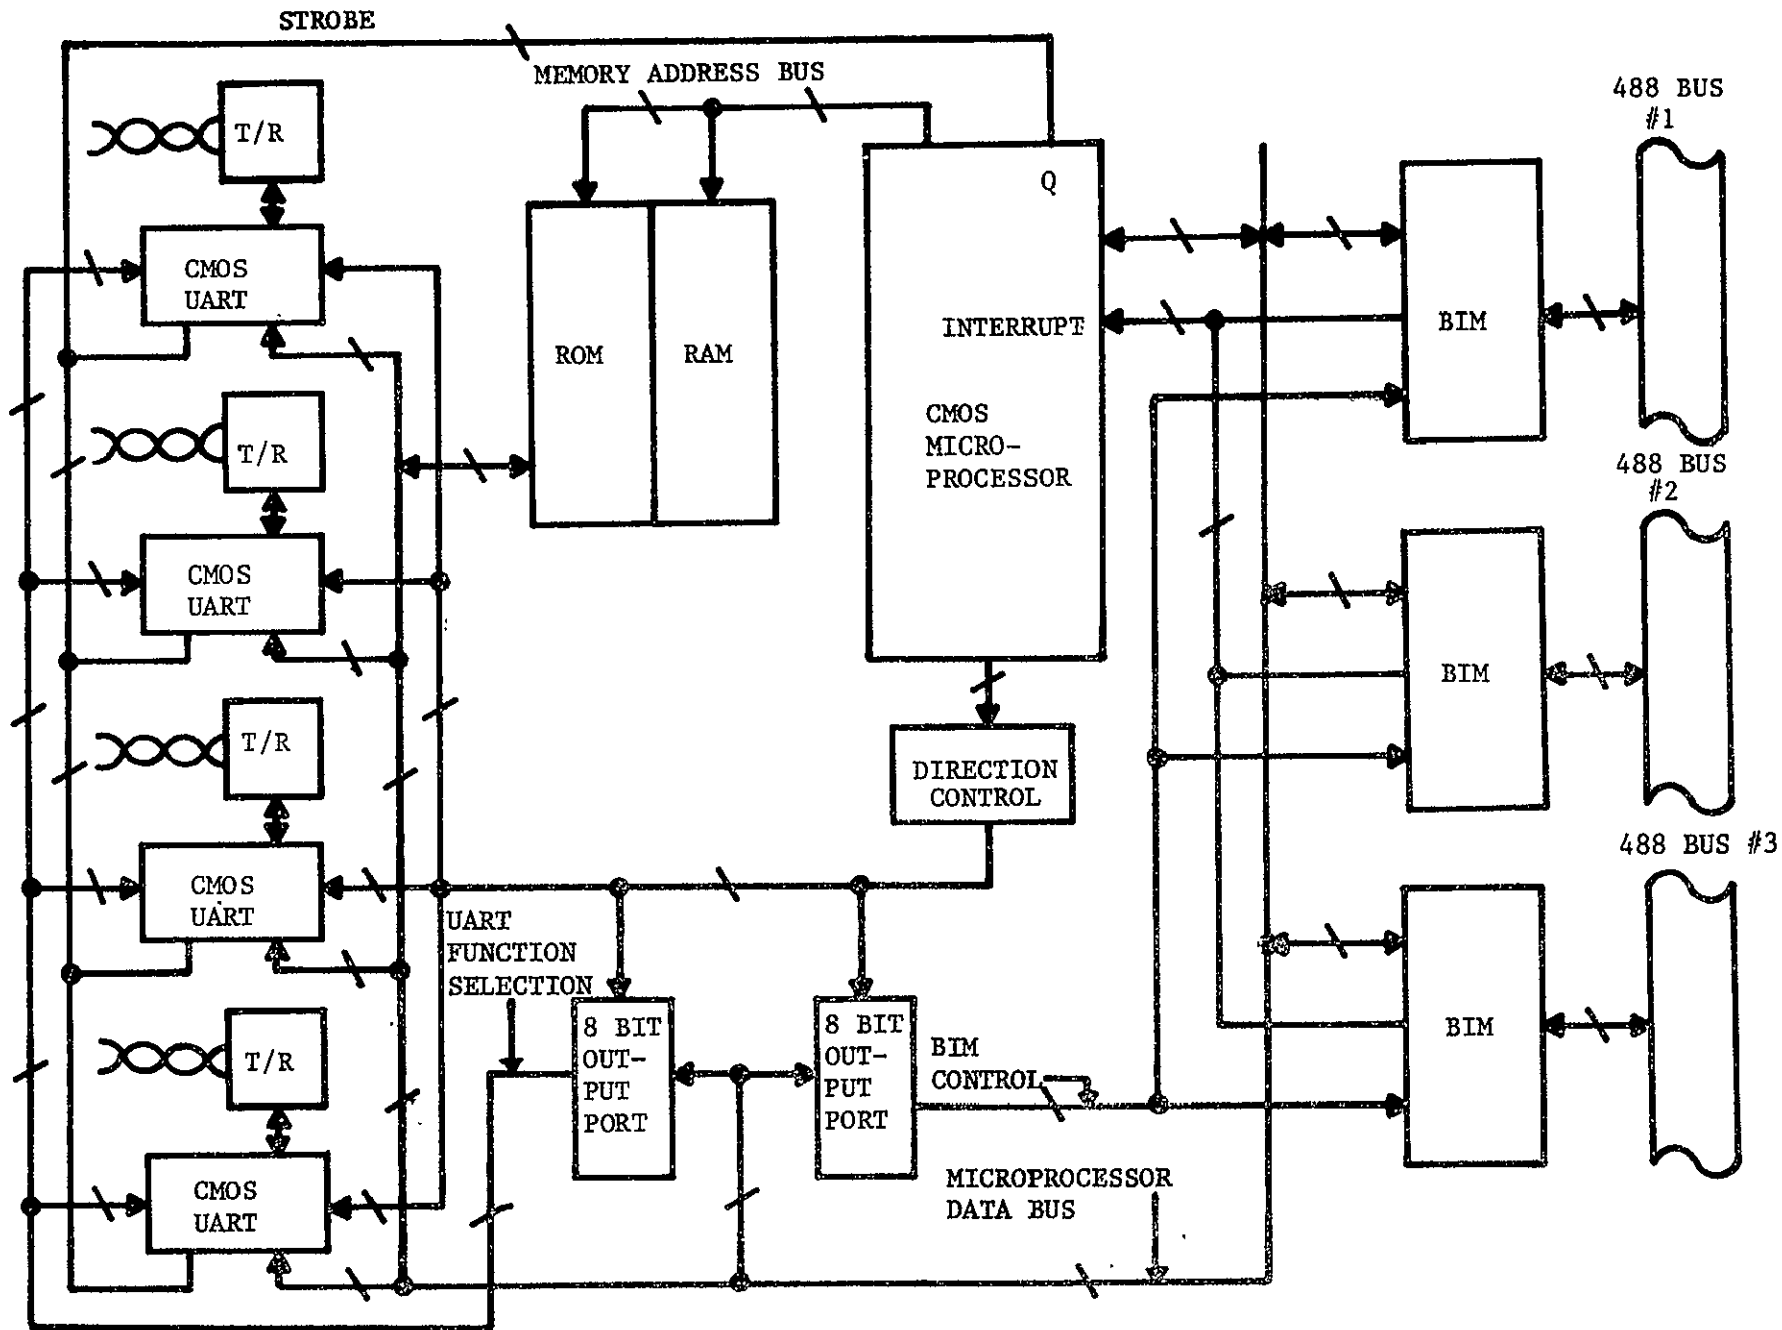 STROBE
MEMORY ADDRESS BUS
488 BUS
#1
T/R
Q
CMOS
UART
INTERRUPT
BIM
ROM
RAM
CMOS
MICRO-
PROCESSOR
T/R
488 BUS
#2
CMOS
UART
BIM
T/R
DIRECTION
CONTROL
488 BUS #3
CMOS
UART
UART
FUNCTION
SELECTION
8 BIT
OUT-
PUT
PORT
8 BIT
OUT-
PUT
PORT
BIM
CONTROL
BIM
T/R
MICROPROCESSOR
DATA BUS
CMOS
UART